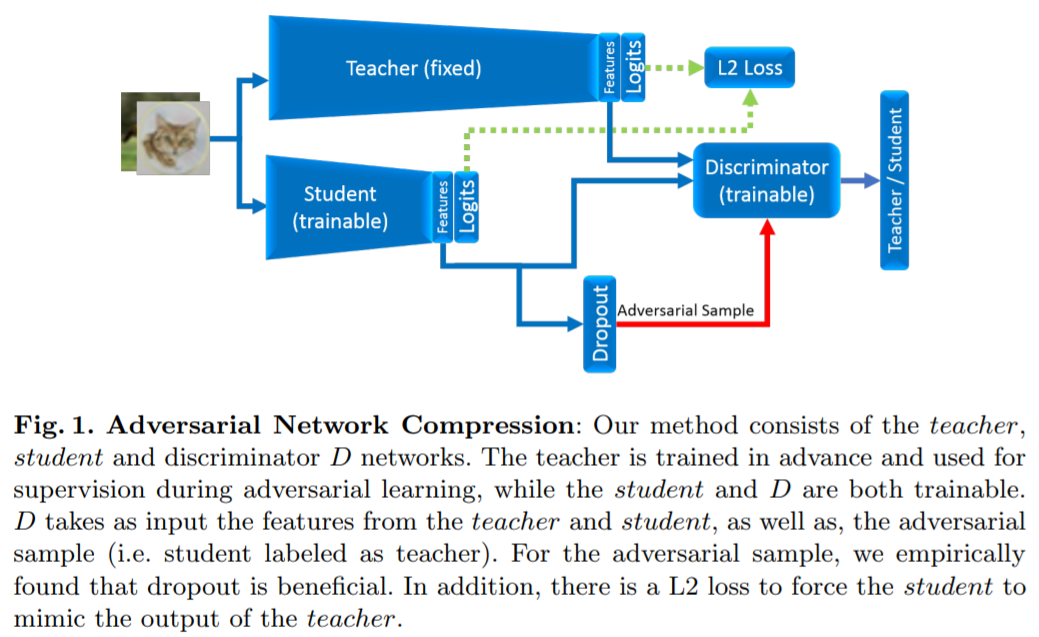 Teacher (fixed)
Features
Logits
L2 Loss
Student
(trainable)
Features
Logits
Discriminator
(trainable)
Teacher / Student
Dropout
Adversarial Sample
Fig. 1. Adversarial Network Compression: Our method consists of the teacher,
student and discriminator D networks. The teacher is trained in advance and used for
supervision during adversarial learning, while the student and D are both trainable.
D takes as input the features from the teacher and student, as well as, the adversarial
sample (i.e. student labeled as teacher). For the adversarial sample, we empirically
found that dropout is beneficial. In addition, there is a L2 loss to force the student to
mimic the output of the teacher.